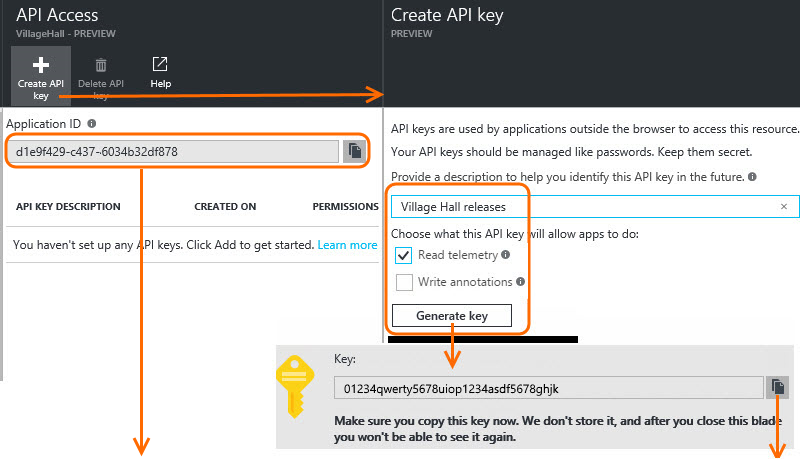 API Access
VillageHall - PREVIEW
Create API key
Delete API key
Help
Application ID
d1e9f429-c437-6034b32df878
API KEY DESCRIPTION CREATED ON PERMISSIONS
You haven't set up any API keys. Click Add to get started. Learn more
Create API key
PREVIEW
API keys are used by applications outside the browser to access this resource.
Your API keys should be managed like passwords. Keep them secret.
Provide a description to help you identify this API key in the future.
Village Hall releases
Choose what this API key will allow apps to do:
Read telemetry
Write annotations
Generate key
Key:
01234qwerty5678uiop1234asdf5678ghjk
Make sure you copy this key now. We don't store it, and after you close this blade
you won't be able to see it again.